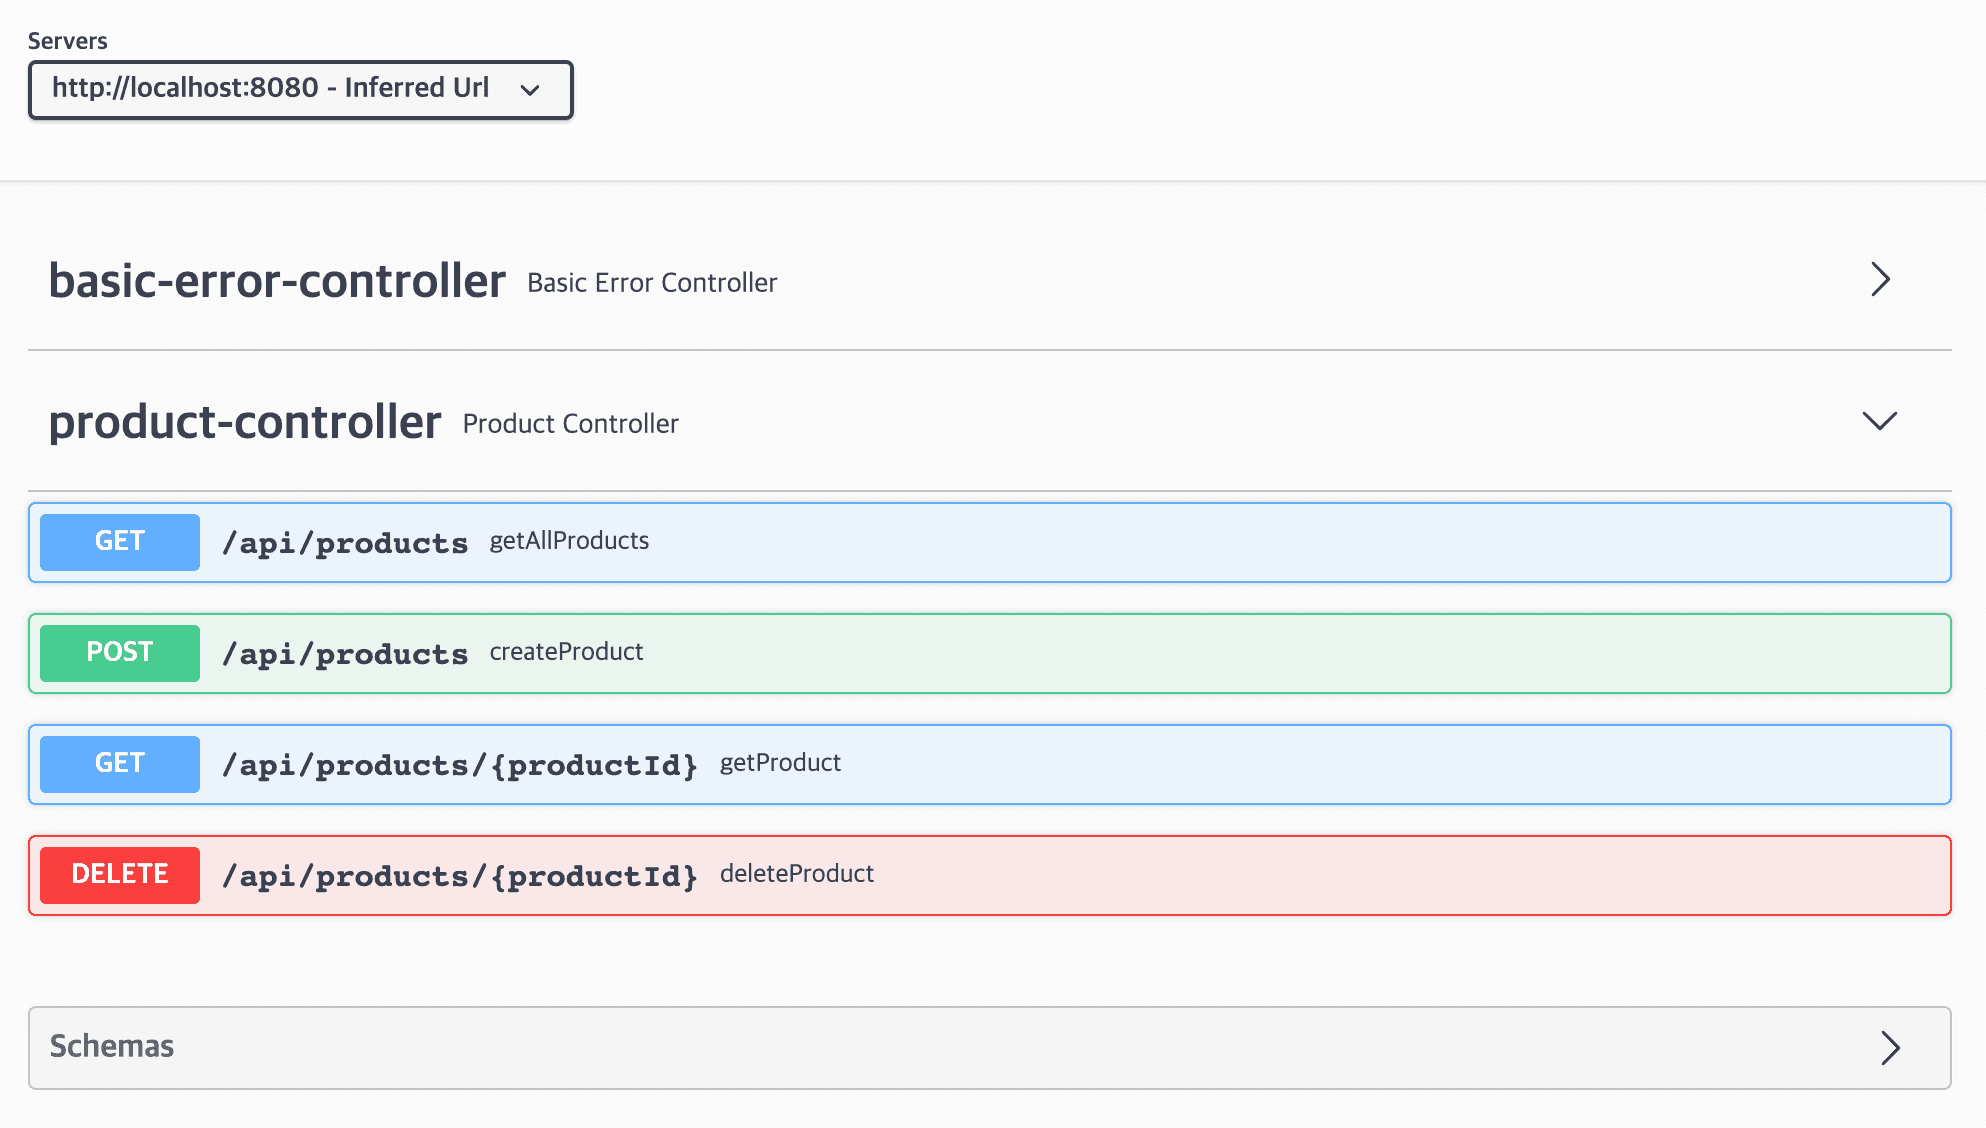 Servers
http://localhost:8080 - Inferred Url
basic-error-controller Basic Error Controller
product-controller Product Controller
GET /api/products getAllProducts
POST /api/products createProduct
GET /api/products/{productId} getProduct
DELETE /api/products/{productId} deleteProduct
Schemas